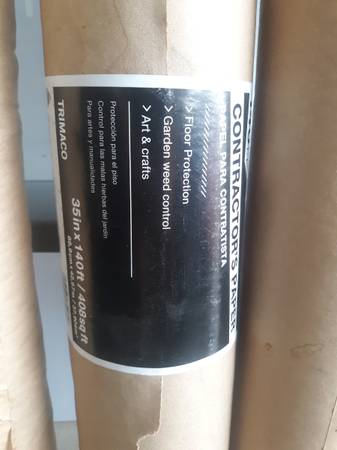 CONTRACTOR'S PAPER
PAPEL PARA CONTRATISTA
> Floor Protection
> Garden weed control
> Art & crafts
Protección para el piso
Control para las malas hierbas del jardín
Para artes y manualidades
35in x 140ft / 408sq ft
TRIMACO